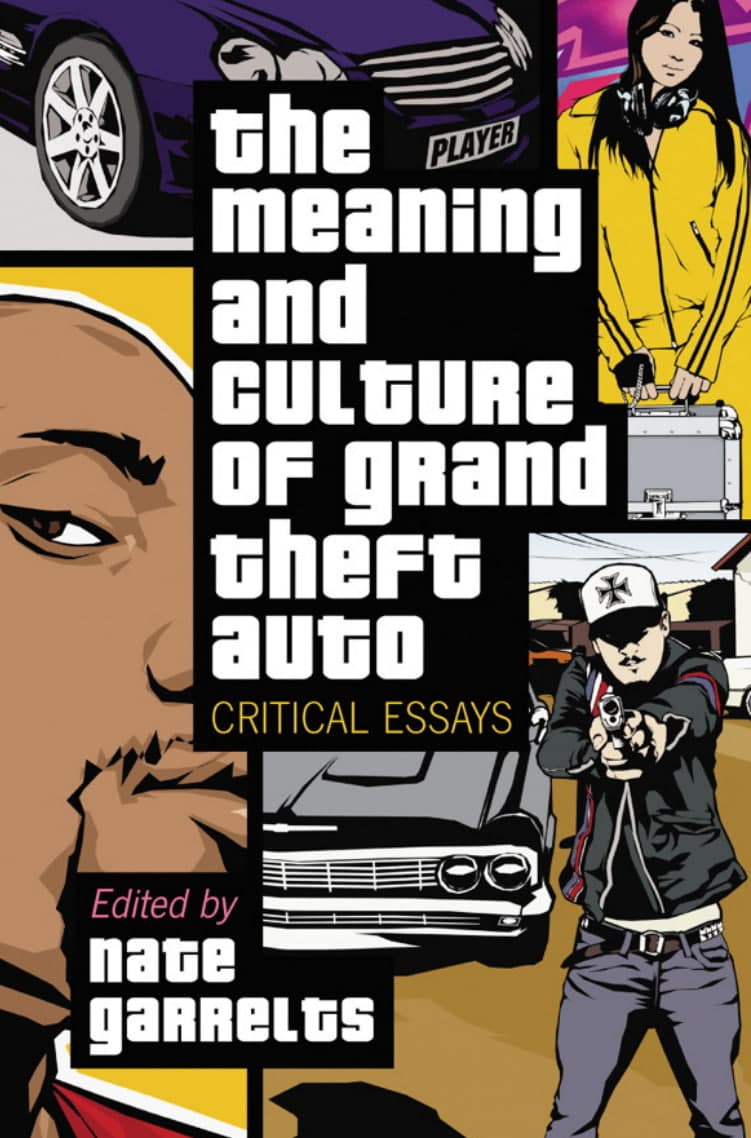 PLAYER
the
meaning
and
culture
of grand
theft
auto
CRITICAL ESSAYS
Edited by
nate
garrelts